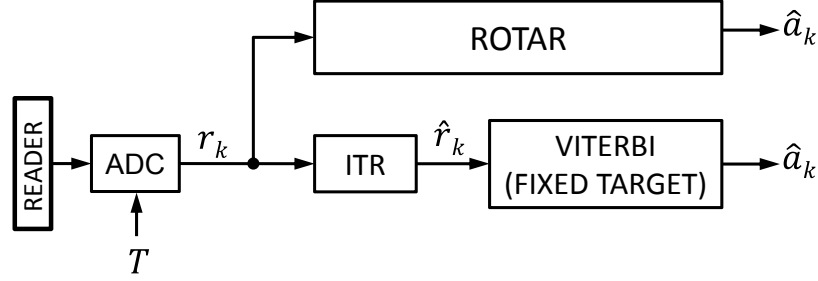 ROTAR
â_k
READER
ADC
r_k
ITR
r̂_k
VITERBI
(FIXED TARGET)
â_k
T